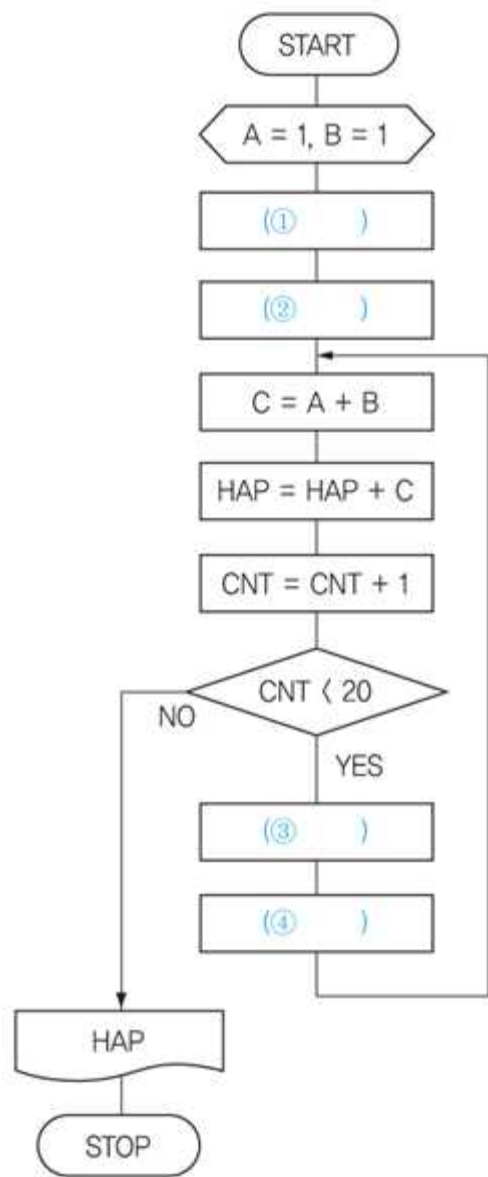 START
A = 1, B = 1
(① )
(② )
C = A + B
HAP = HAP + C
CNT = CNT + 1
CNT < 20
NO
YES
(③ )
(④ )
HAP
STOP